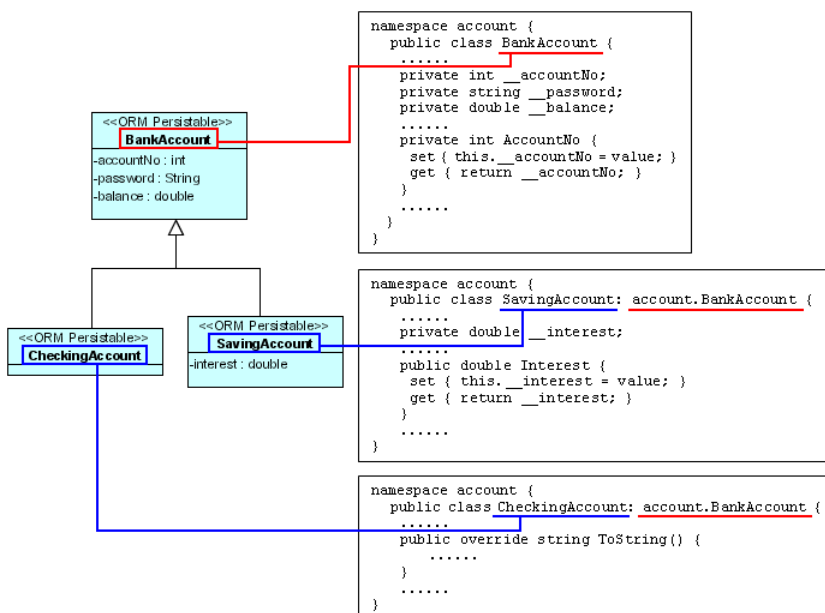 <<ORM Persistable>>
BankAccount
-accountNo : int
-password : String
-balance : double
<<ORM Persistable>>
CheckingAccount
<<ORM Persistable>>
SavingAccount
-interest : double
namespace account {
public class BankAccount {
......
private int __accountNo;
private string __password;
private double __balance;
......
private int AccountNo {
set { this.__accountNo = value; }
get { return __accountNo; }
}
......
}
}
namespace account {
public class SavingAccount: account.BankAccount {
......
private double __interest;
......
public double Interest {
set { this.__interest = value; }
get { return __interest; }
}
......
}
namespace account {
public class CheckingAccount: account.BankAccount {
......
public override string ToString() {
......
}
......
}